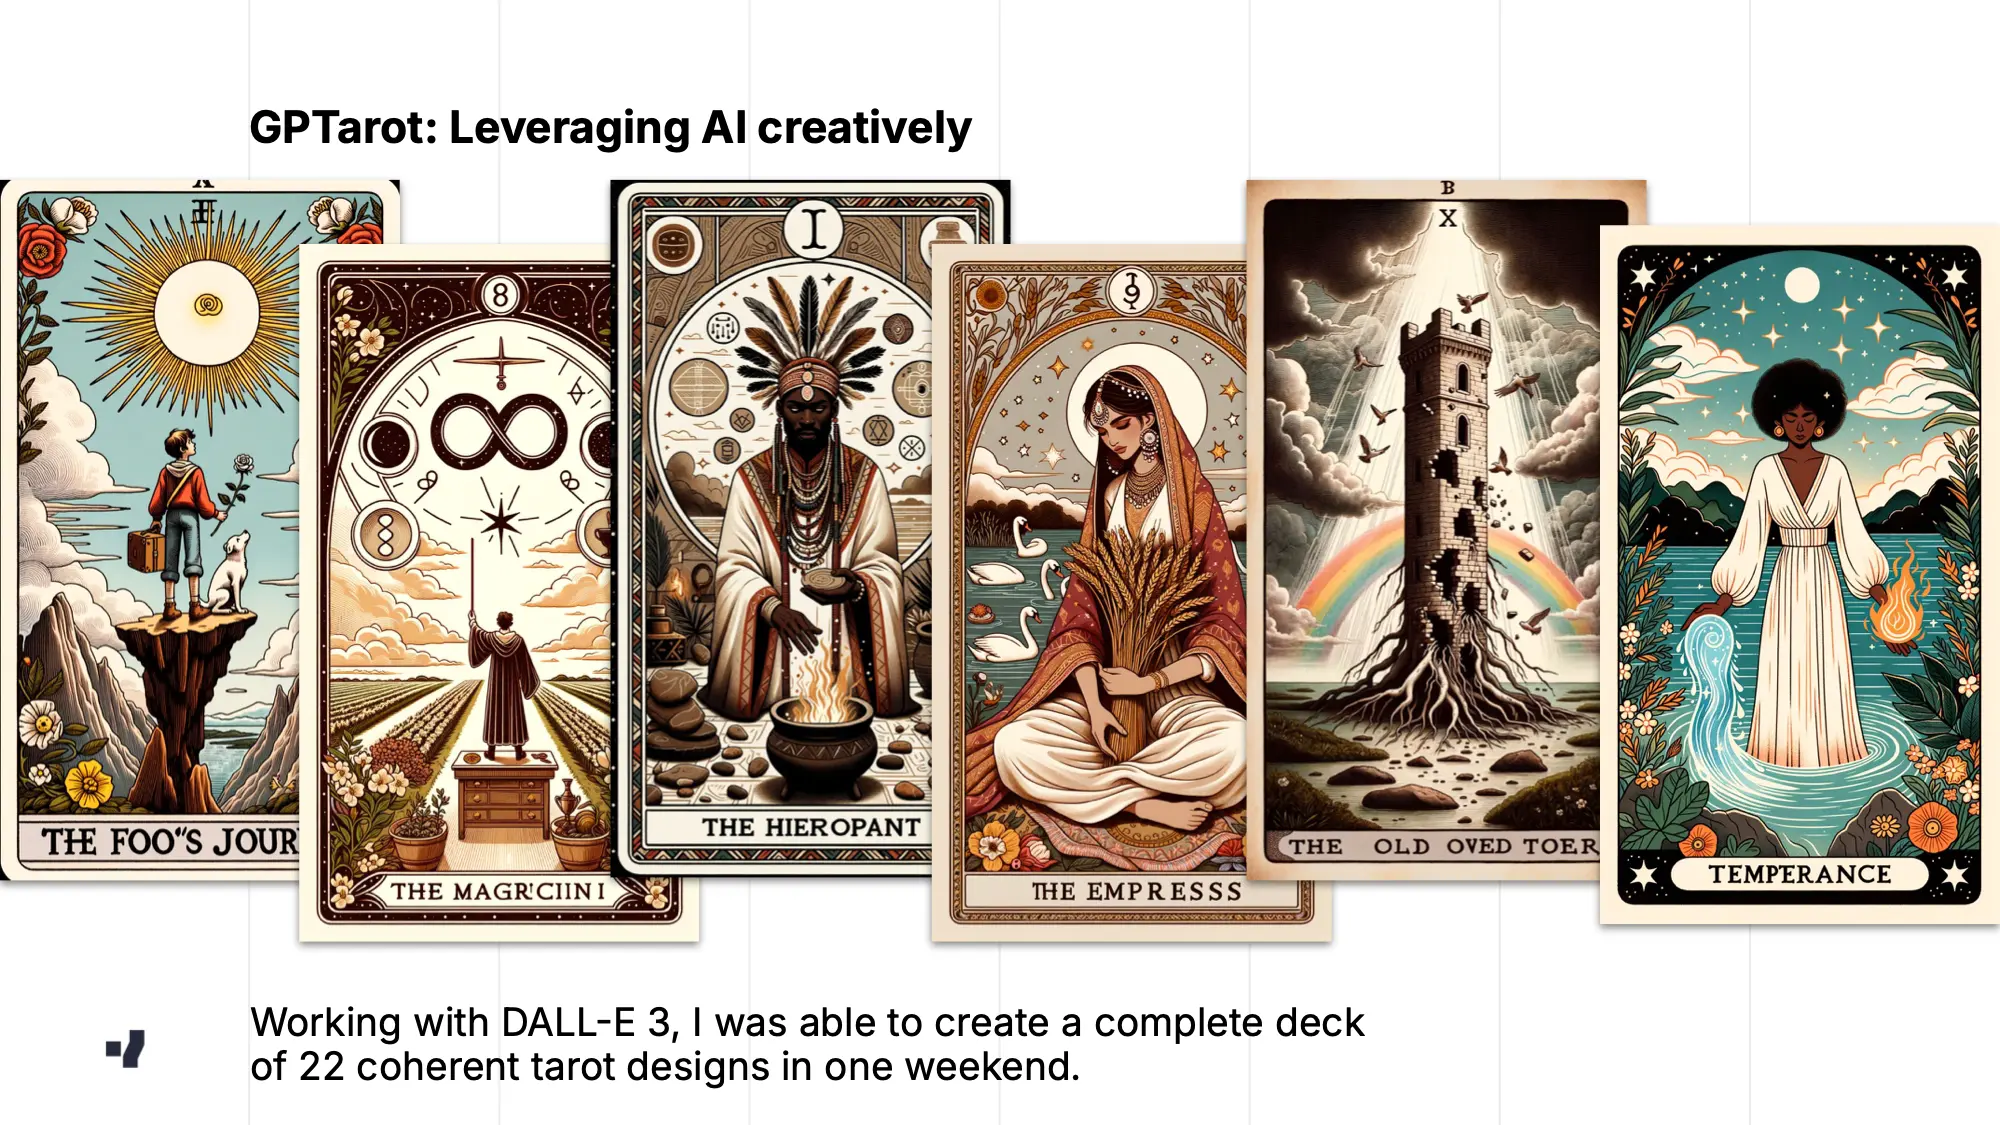 GPTarot: Leveraging AI creatively
THE FOO"S JOUR
8
THE MAGR!CIIN I
I
THE HIEROPANT
THE EMPRESSS
B
X
THE OLD OVED TOER
TEMPERANCE
Working with DALL-E 3, I was able to create a complete deck
of 22 coherent tarot designs in one weekend.